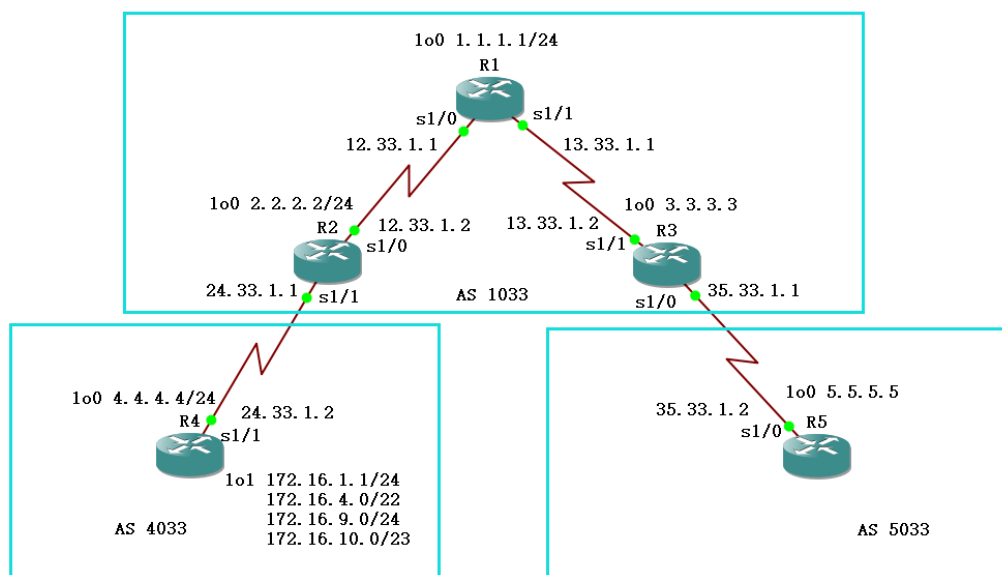 lo0 1.1.1.1/24
R1
s1/0
s1/1
12.33.1.1
13.33.1.1
lo0 2.2.2.2/24
R2
12.33.1.2
s1/0
13.33.1.2
lo0 3.3.3.3
R3
s1/1
24.33.1.1
s1/1
AS 1033
s1/0
35.33.1.1
lo0 4.4.4.4/24
R4
24.33.1.2
s1/1
lo0 5.5.5.5
35.33.1.2
R5
s1/0
lo1 172.16.1.1/24
172.16.4.0/22
172.16.9.0/24
172.16.10.0/23
AS 4033
AS 5033